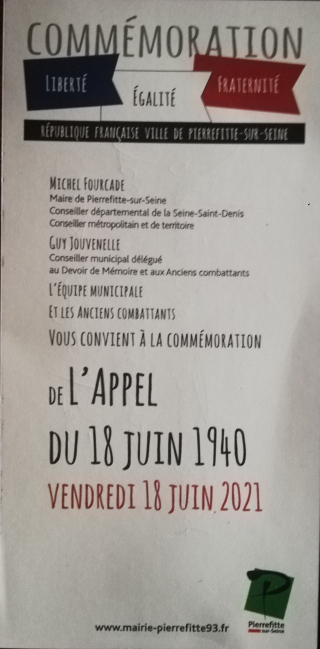 COMMÉMORATION
LIBERTÉ
ÉGALITÉ
FRATERNITÉ
RÉPUBLIQUE FRANÇAISE VILLE DE PIERREFITTE-SUR-SEINE
MICHEL FOURCADE
Maire de Pierrefitte-sur-Seine
Conseiller départemental de la Seine-Saint-Denis
Conseiller métropolitain et de territoire
GUY JOUVENELLE
Conseiller municipal délégué
au Devoir de Mémoire et aux Anciens combattants
L'ÉQUIPE MUNICIPALE
ET LES ANCIENS COMBATTANTS
VOUS CONVIENT À LA COMMÉMORATION
DE L'APPEL
DU 18 JUIN 1940
VENDREDI 18 JUIN 2021
Pierrefitte
sur-Seine
www.mairie-pierrefitte93.fr